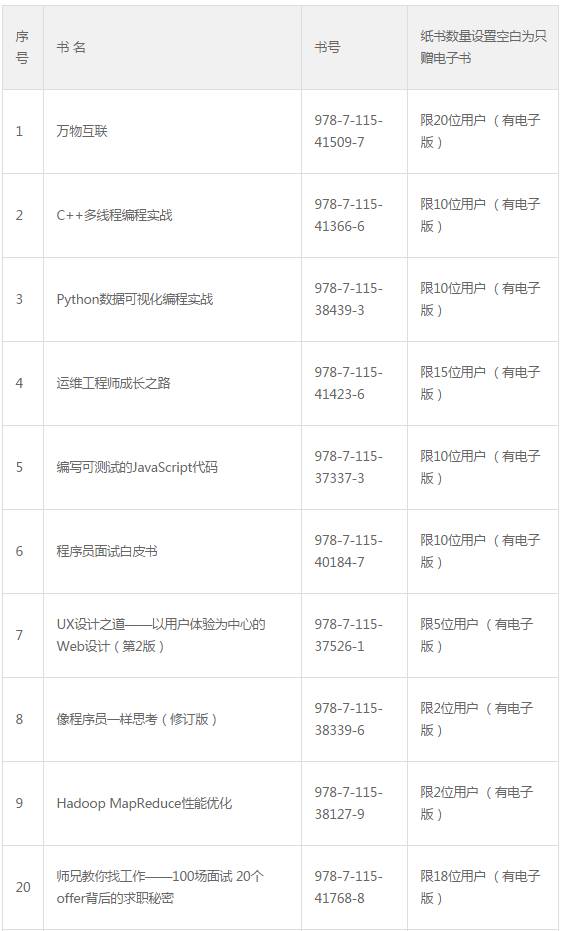 序
号
书 名
书号
纸书数量设置空白为只
赠电子书
1
万物互联
978-7-115-
41509-7
限20位用户 （有电子
版）
2
C++多线程编程实战
978-7-115-
41366-6
限10位用户 （有电子
版）
3
Python数据可视化编程实战
978-7-115-
38439-3
限10位用户 （有电子
版）
4
运维工程师成长之路
978-7-115-
41423-6
限15位用户 （有电子
版）
5
编写可测试的JavaScript代码
978-7-115-
37337-3
限10位用户 （有电子
版）
6
程序员面试白皮书
978-7-115-
40184-7
限10位用户 （有电子
版）
7
UX设计之道——以用户体验为中心的
Web设计（第2版）
978-7-115-
37526-1
限5位用户 （有电子
版）
8
像程序员一样思考（修订版）
978-7-115-
38339-6
限2位用户 （有电子
版）
9
Hadoop MapReduce性能优化
978-7-115-
38127-9
限2位用户 （有电子
版）
20
师兄教你找工作——100场面试 20个
offer背后的求职秘密
978-7-115-
41768-8
限18位用户 （有电子
版）